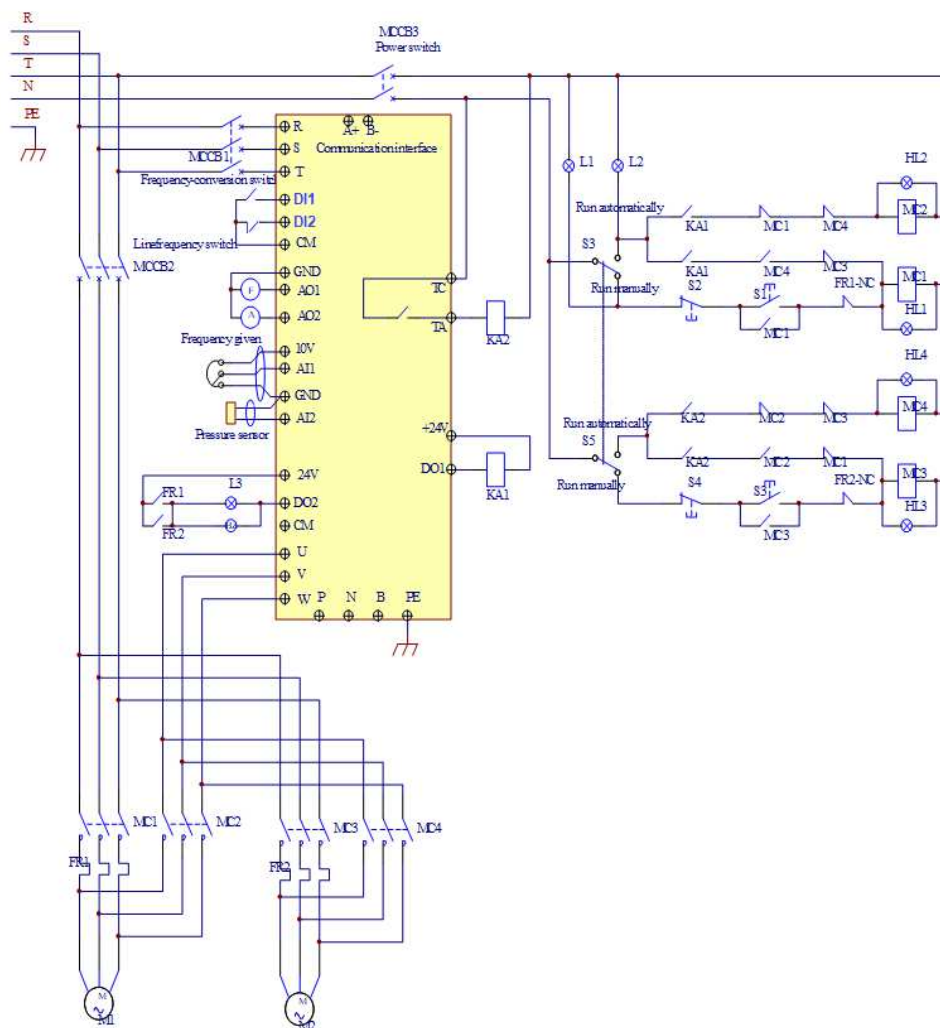 R
S
T
N
PE
MCCB3
Power switch
R
S
T
A+ B-
Communication interface
MCCB1
Frequency-conversion switch
DI1
DI2
CM
Linefrequency switch
MCCB2
GND
AO1
AO2
F
A
Frequency given
10V
AI1
GND
AI2
Pressure sensor
24V
DO2
CM
FR1
FR2
L3
U
V
W
P N B PE
TC
TA
KA2
+24V
DO1
KA1
L1
L2
Run automatically
S3
Run manually
KA1 MC1 MC4
HL2
MC2
KA1 MC4 MC3
MC1
S2 S1 FR1-NC
MC1
HL1
HL4
MC4
Run automatically
S5
Run manually
KA2 MC2 MC3
KA2 MC2 MC1
MC3
S4 S3 FR2-NC
MC3
HL3
MC1
MC2
MC3
MC4
FR1
FR2
M
M1
M
M2